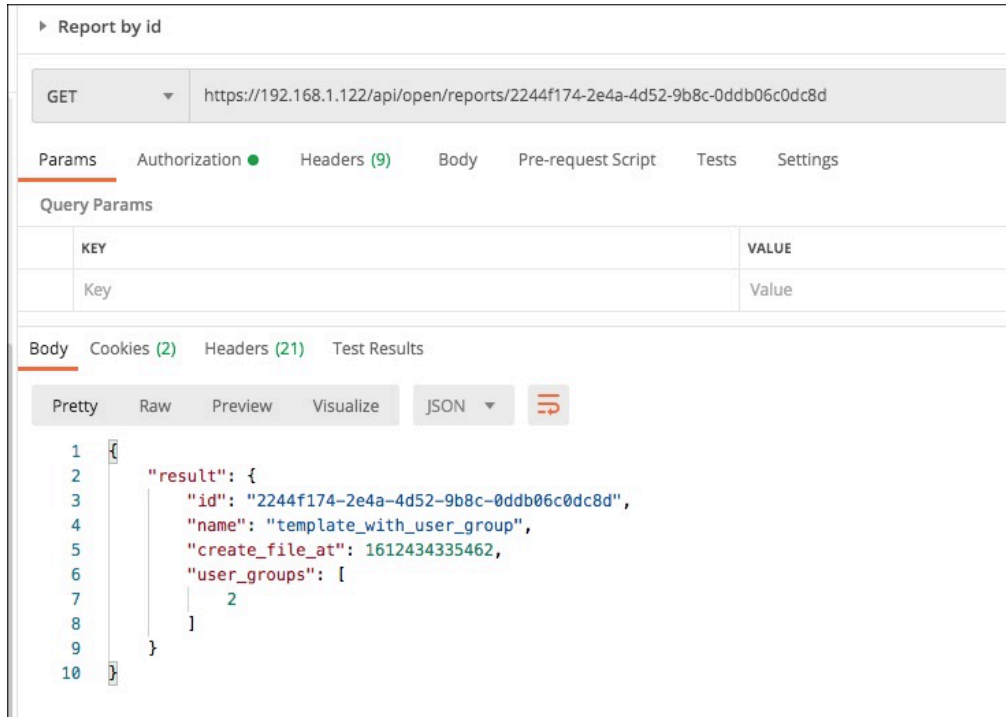 Report by id
GET https://192.168.1.122/api/open/reports/2244f174-2e4a-4d52-9b8c-0ddb06c0dc8d
Params Authorization Headers (9) Body Pre-request Script Tests Settings
Query Params
KEY VALUE
Key Value
Body Cookies (2) Headers (21) Test Results
Pretty Raw Preview Visualize JSON
1 {
2 "result": {
3 "id": "2244f174-2e4a-4d52-9b8c-0ddb06c0dc8d",
4 "name": "template_with_user_group",
5 "create_file_at": 1612434335462,
6 "user_groups": [
7 2
8 ]
9 }
10 }